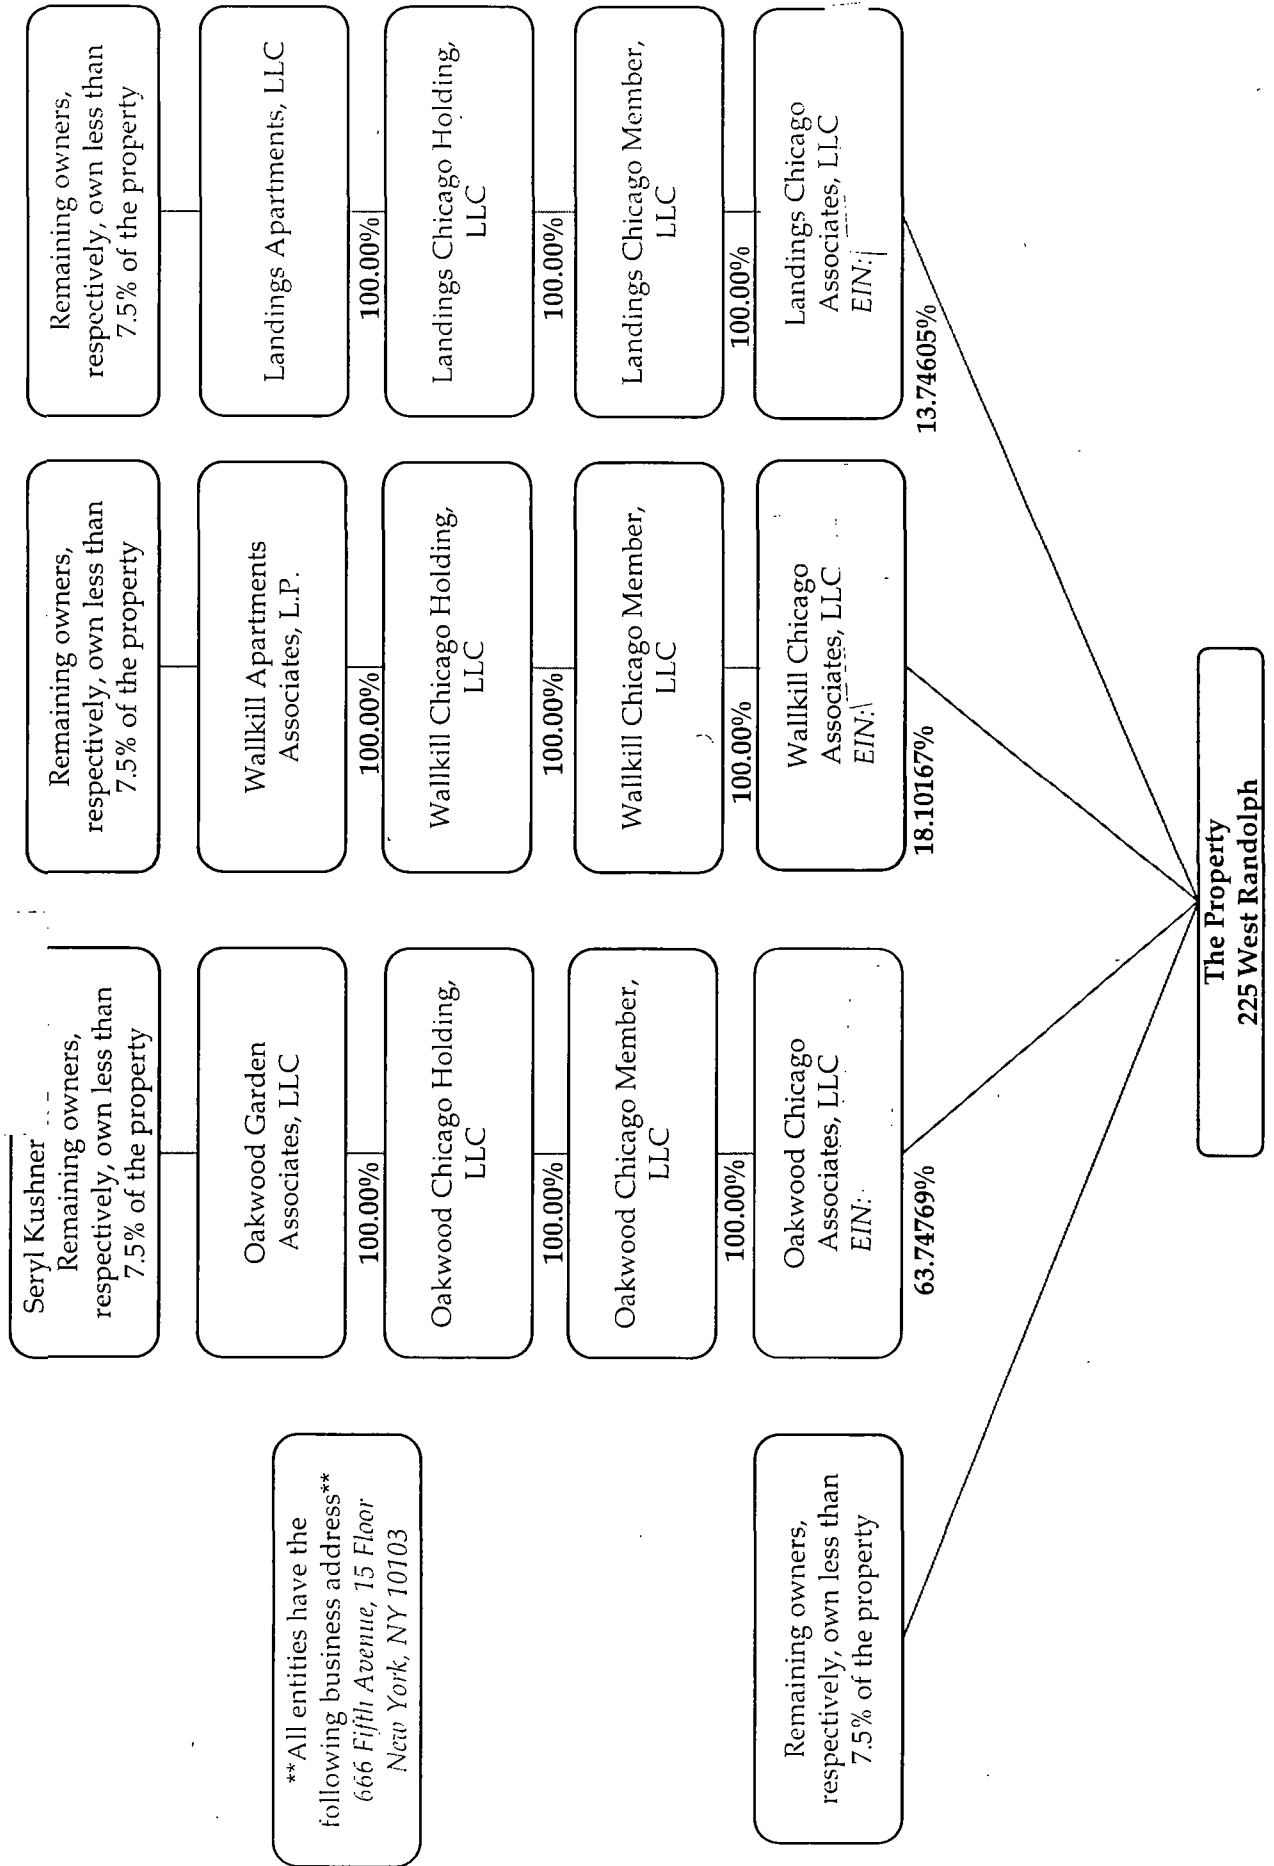 **All entities have the
following business address**
666 Fifth Avenue, 15 Floor
New York, NY 10103
Remaining owners,
respectively, own less than
7.5% of the property
Seryl Kushner
Remaining owners,
respectively, own less than
7.5% of the property
Oakwood Garden
Associates, LLC
100.00%
Oakwood Chicago Holding,
LLC
100.00%
Oakwood Chicago Member,
LLC
100.00%
Oakwood Chicago
Associates, LLC
EIN:
63.74769%
Remaining owners,
respectively, own less than
7.5% of the property
Wallkill Apartments
Associates, L.P.
100.00%
Wallkill Chicago Holding,
LLC
100.00%
Wallkill Chicago Member,
LLC
100.00%
Wallkill Chicago
Associates, LLC
EIN:
18.10167%
Remaining owners,
respectively, own less than
7.5% of the property
Landings Apartments, LLC
100.00%
Landings Chicago Holding,
LLC
100.00%
Landings Chicago Member,
LLC
100.00%
Landings Chicago
Associates, LLC
EIN:
13.74605%
The Property
225 West Randolph